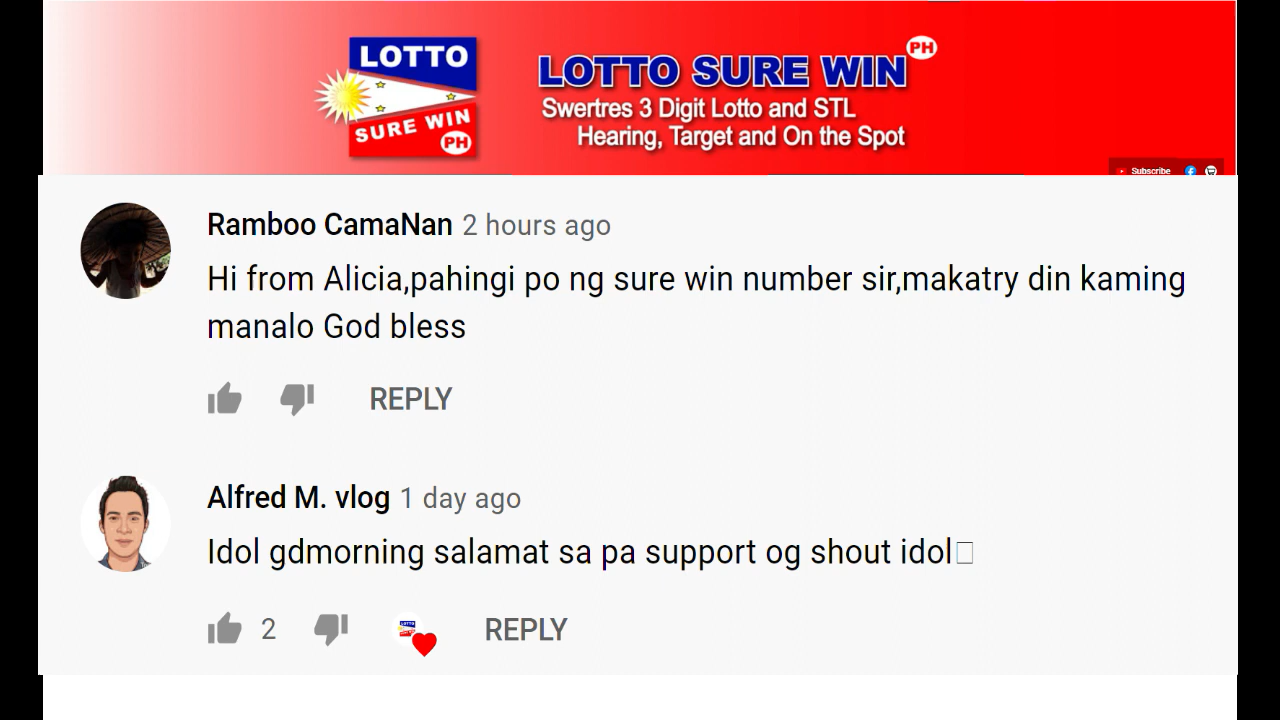 LOTTO
SURE WIN
PH
LOTTO SURE WIN PH
Swertres 3 Digit Lotto and STL
Hearing, Target and On the Spot
Subscribe
Ramboo CamaNan 2 hours ago
Hi from Alicia,pahingi po ng sure win number sir,makatry din kaming
manalo God bless
REPLY
Alfred M. vlog 1 day ago
Idol gdmorning salamat sa pa support og shout idol
2 REPLY